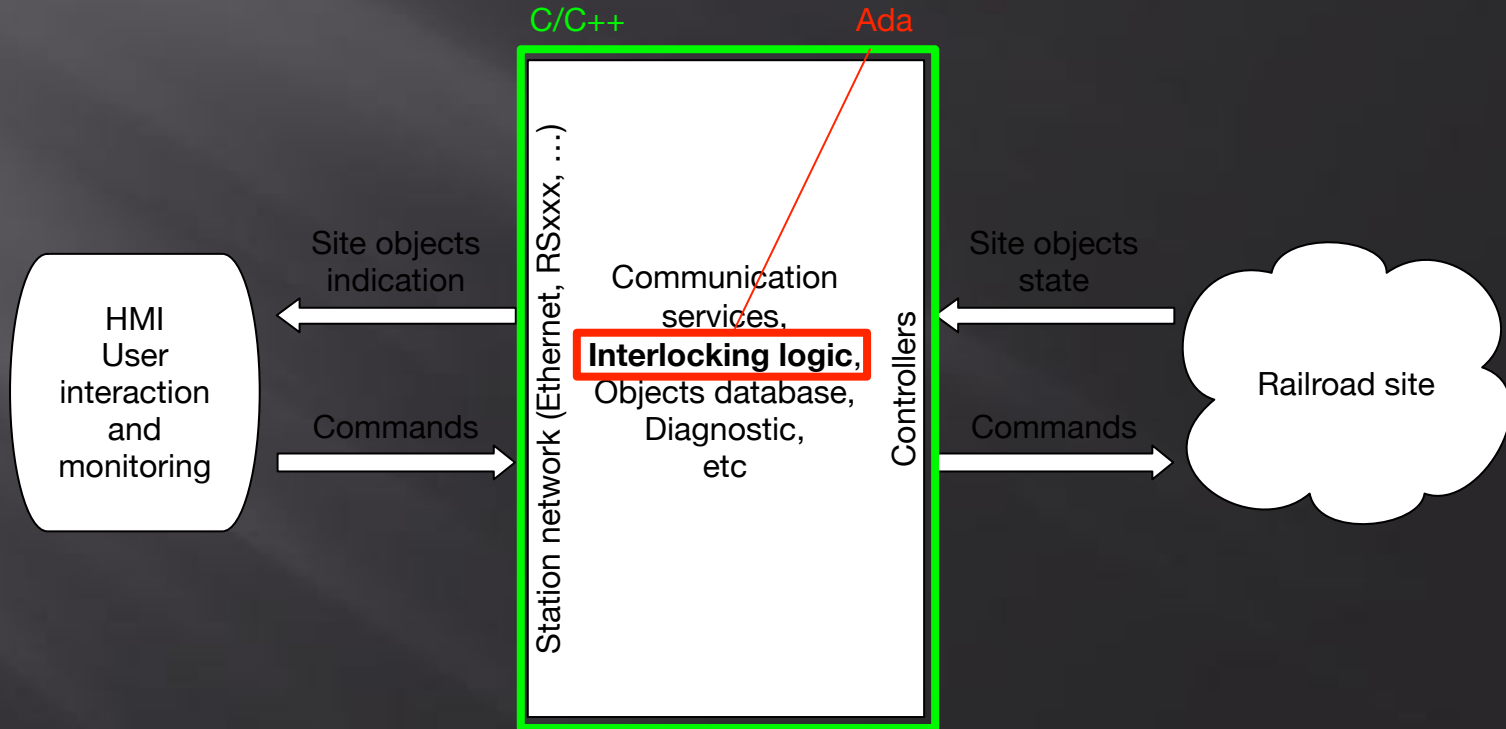 C/C++
Ada
HMI
User
interaction
and
monitoring
Site objects
indication
Commands
Station network (Ethernet, RSxxx, …)
Communication
services,
Interlocking logic,
Objects database,
Diagnostic,
etc
Controllers
Site objects
state
Commands
Railroad site